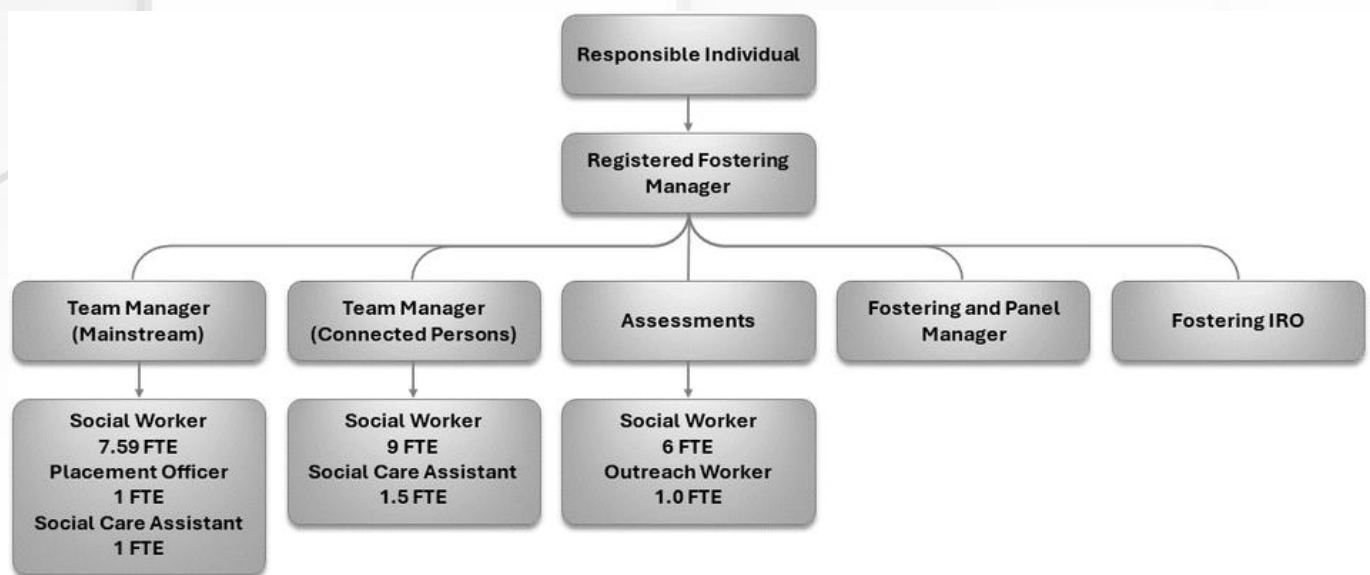 Responsible Individual
Registered Fostering
Manager
Team Manager
(Mainstream)
Team Manager
(Connected Persons)
Assessments
Fostering and Panel
Manager
Fostering IRO
Social Worker
7.59 FTE
Placement Officer
1 FTE
Social Care Assistant
1 FTE
Social Worker
9 FTE
Social Care Assistant
1.5 FTE
Social Worker
6 FTE
Outreach Worker
1.0 FTE